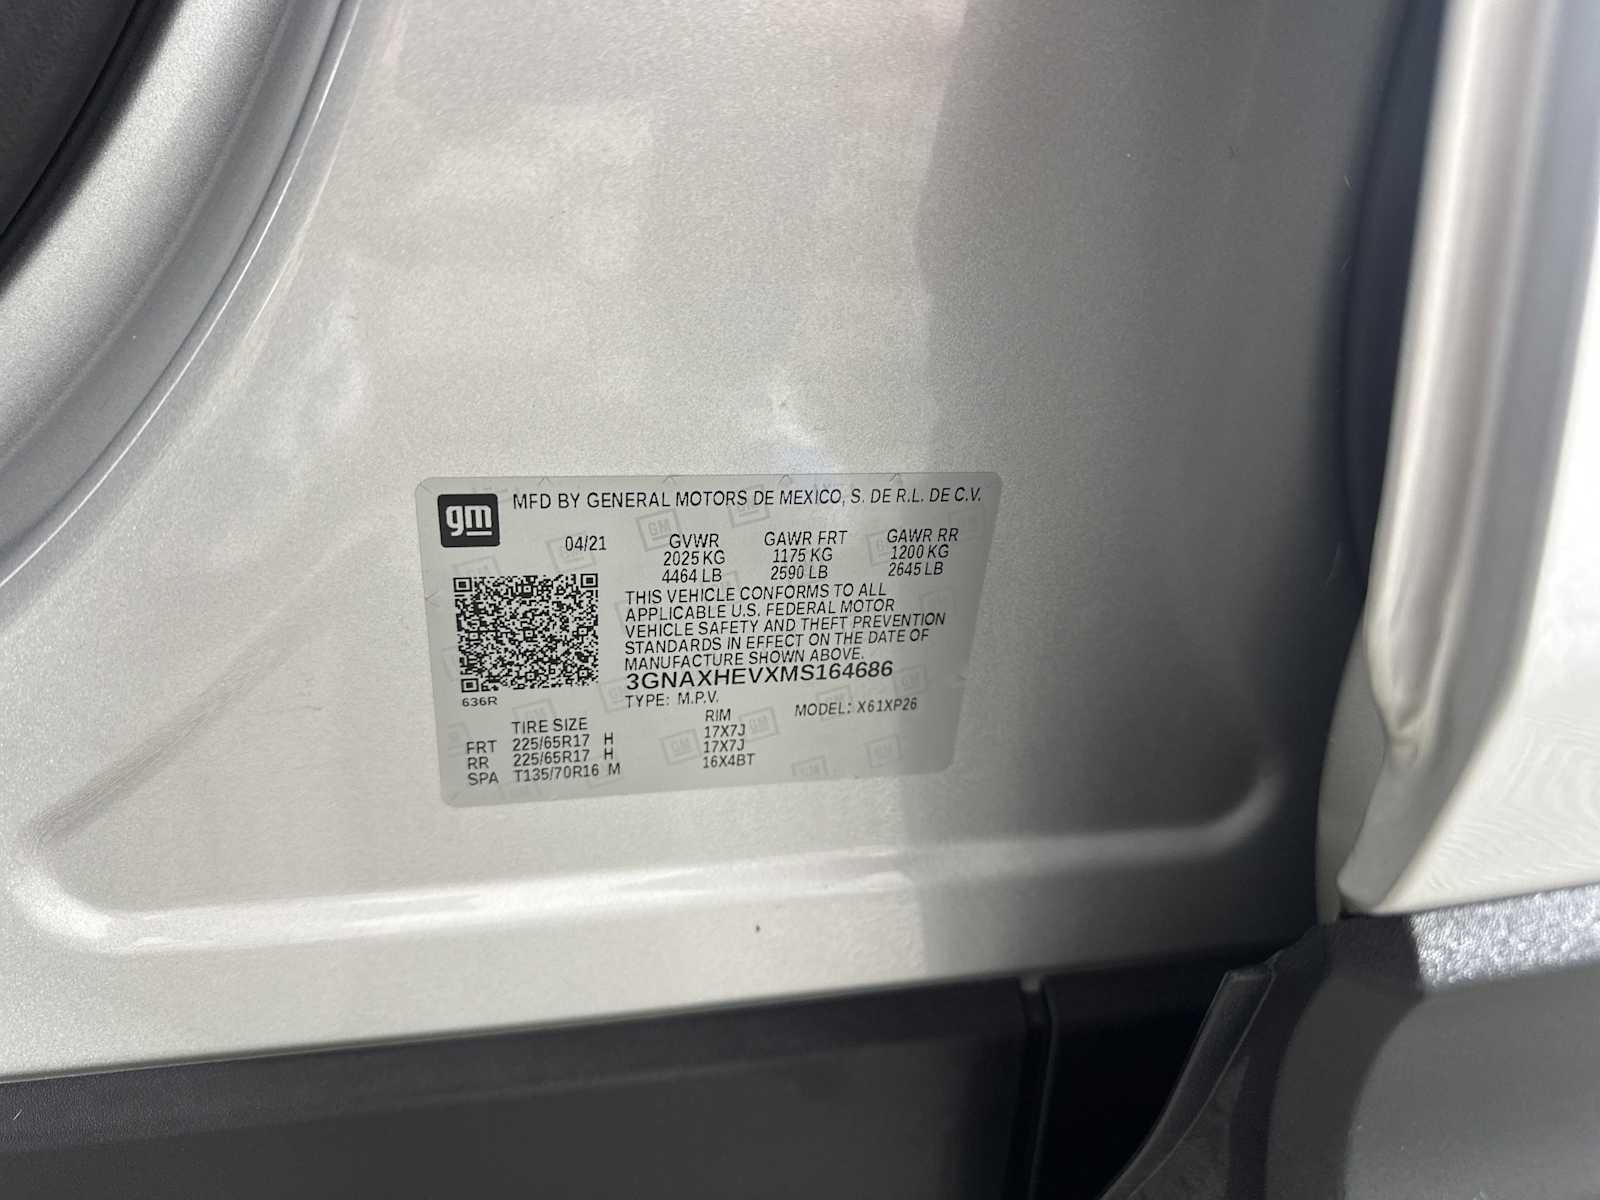 gm MFD BY GENERAL MOTORS DE MEXICO, S. DE R.L. DE C.V.
04/21 GVWR GAWR FRT GAWR RR
2025 KG 1175 KG 1200 KG
4464 LB 2590 LB 2645 LB
THIS VEHICLE CONFORMS TO ALL
APPLICABLE U.S. FEDERAL MOTOR
VEHICLE SAFETY AND THEFT PREVENTION
STANDARDS IN EFFECT ON THE DATE OF
MANUFACTURE SHOWN ABOVE.
3GNAXHEVXMS164686
636R TYPE: M.P.V. MODEL: X61XP26
TIRE SIZE RIM
FRT 225/65R17 H 17X7J
RR 225/65R17 H 17X7J
SPA T135/70R16 M 16X4BT